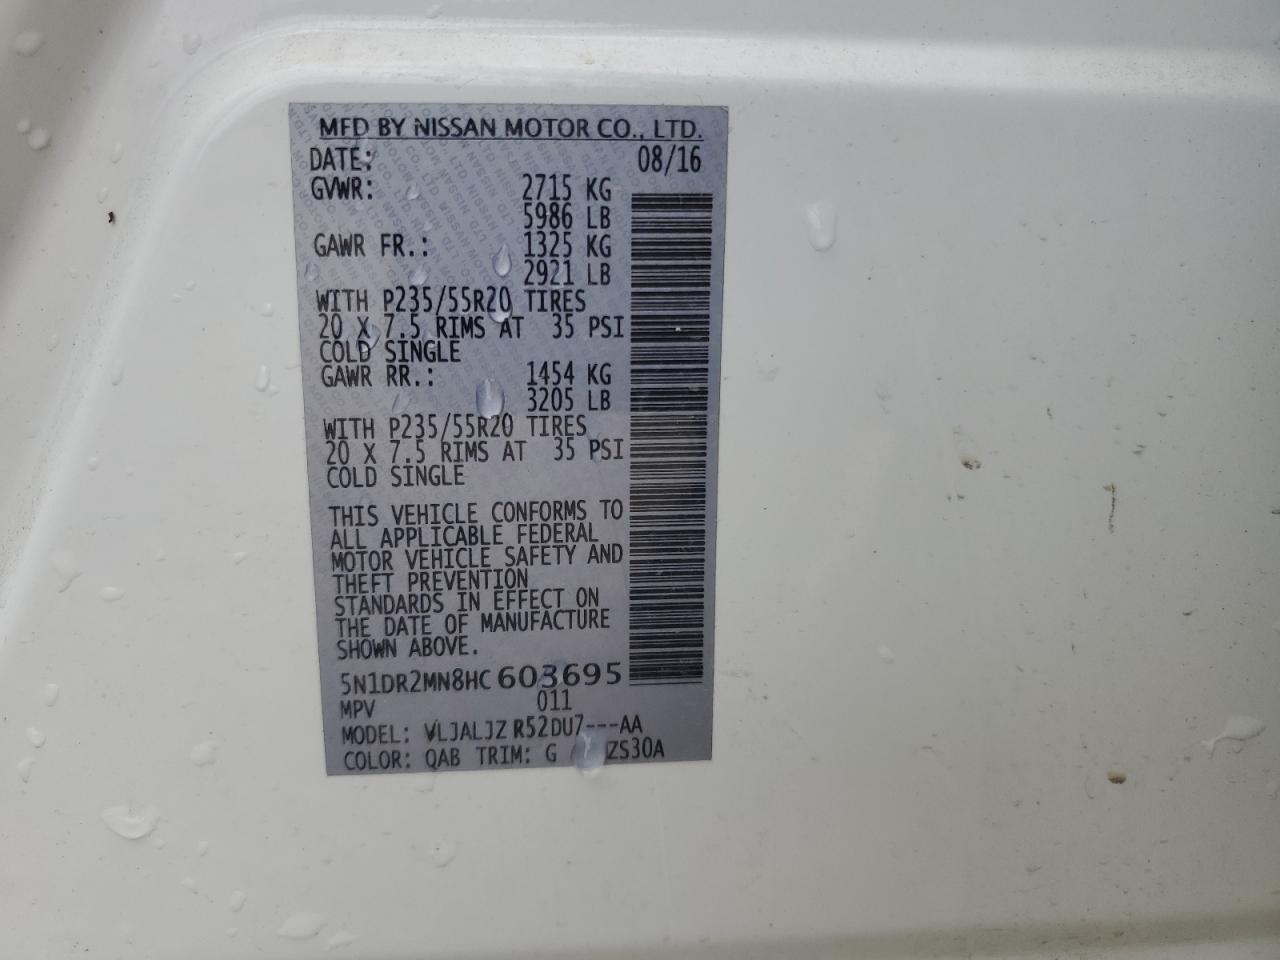 MFD BY NISSAN MOTOR CO., LTD.
DATE: 08/16
GVWR: 2715 KG
5986 LB
GAWR FR.: 1325 KG
2921 LB
WITH P235/55R20 TIRES
20 X 7.5 RIMS AT 35 PSI
COLD SINGLE
GAWR RR.: 1454 KG
3205 LB
WITH P235/55R20 TIRES
20 X 7.5 RIMS AT 35 PSI
COLD SINGLE
THIS VEHICLE CONFORMS TO
ALL APPLICABLE FEDERAL
MOTOR VEHICLE SAFETY AND
THEFT PREVENTION
STANDARDS IN EFFECT ON
THE DATE OF MANUFACTURE
SHOWN ABOVE.
5N1DR2MN8HC603695
MPV 011
MODEL: VLJALJZ R52DU7---AA
COLOR: QAB TRIM: G ZS30A